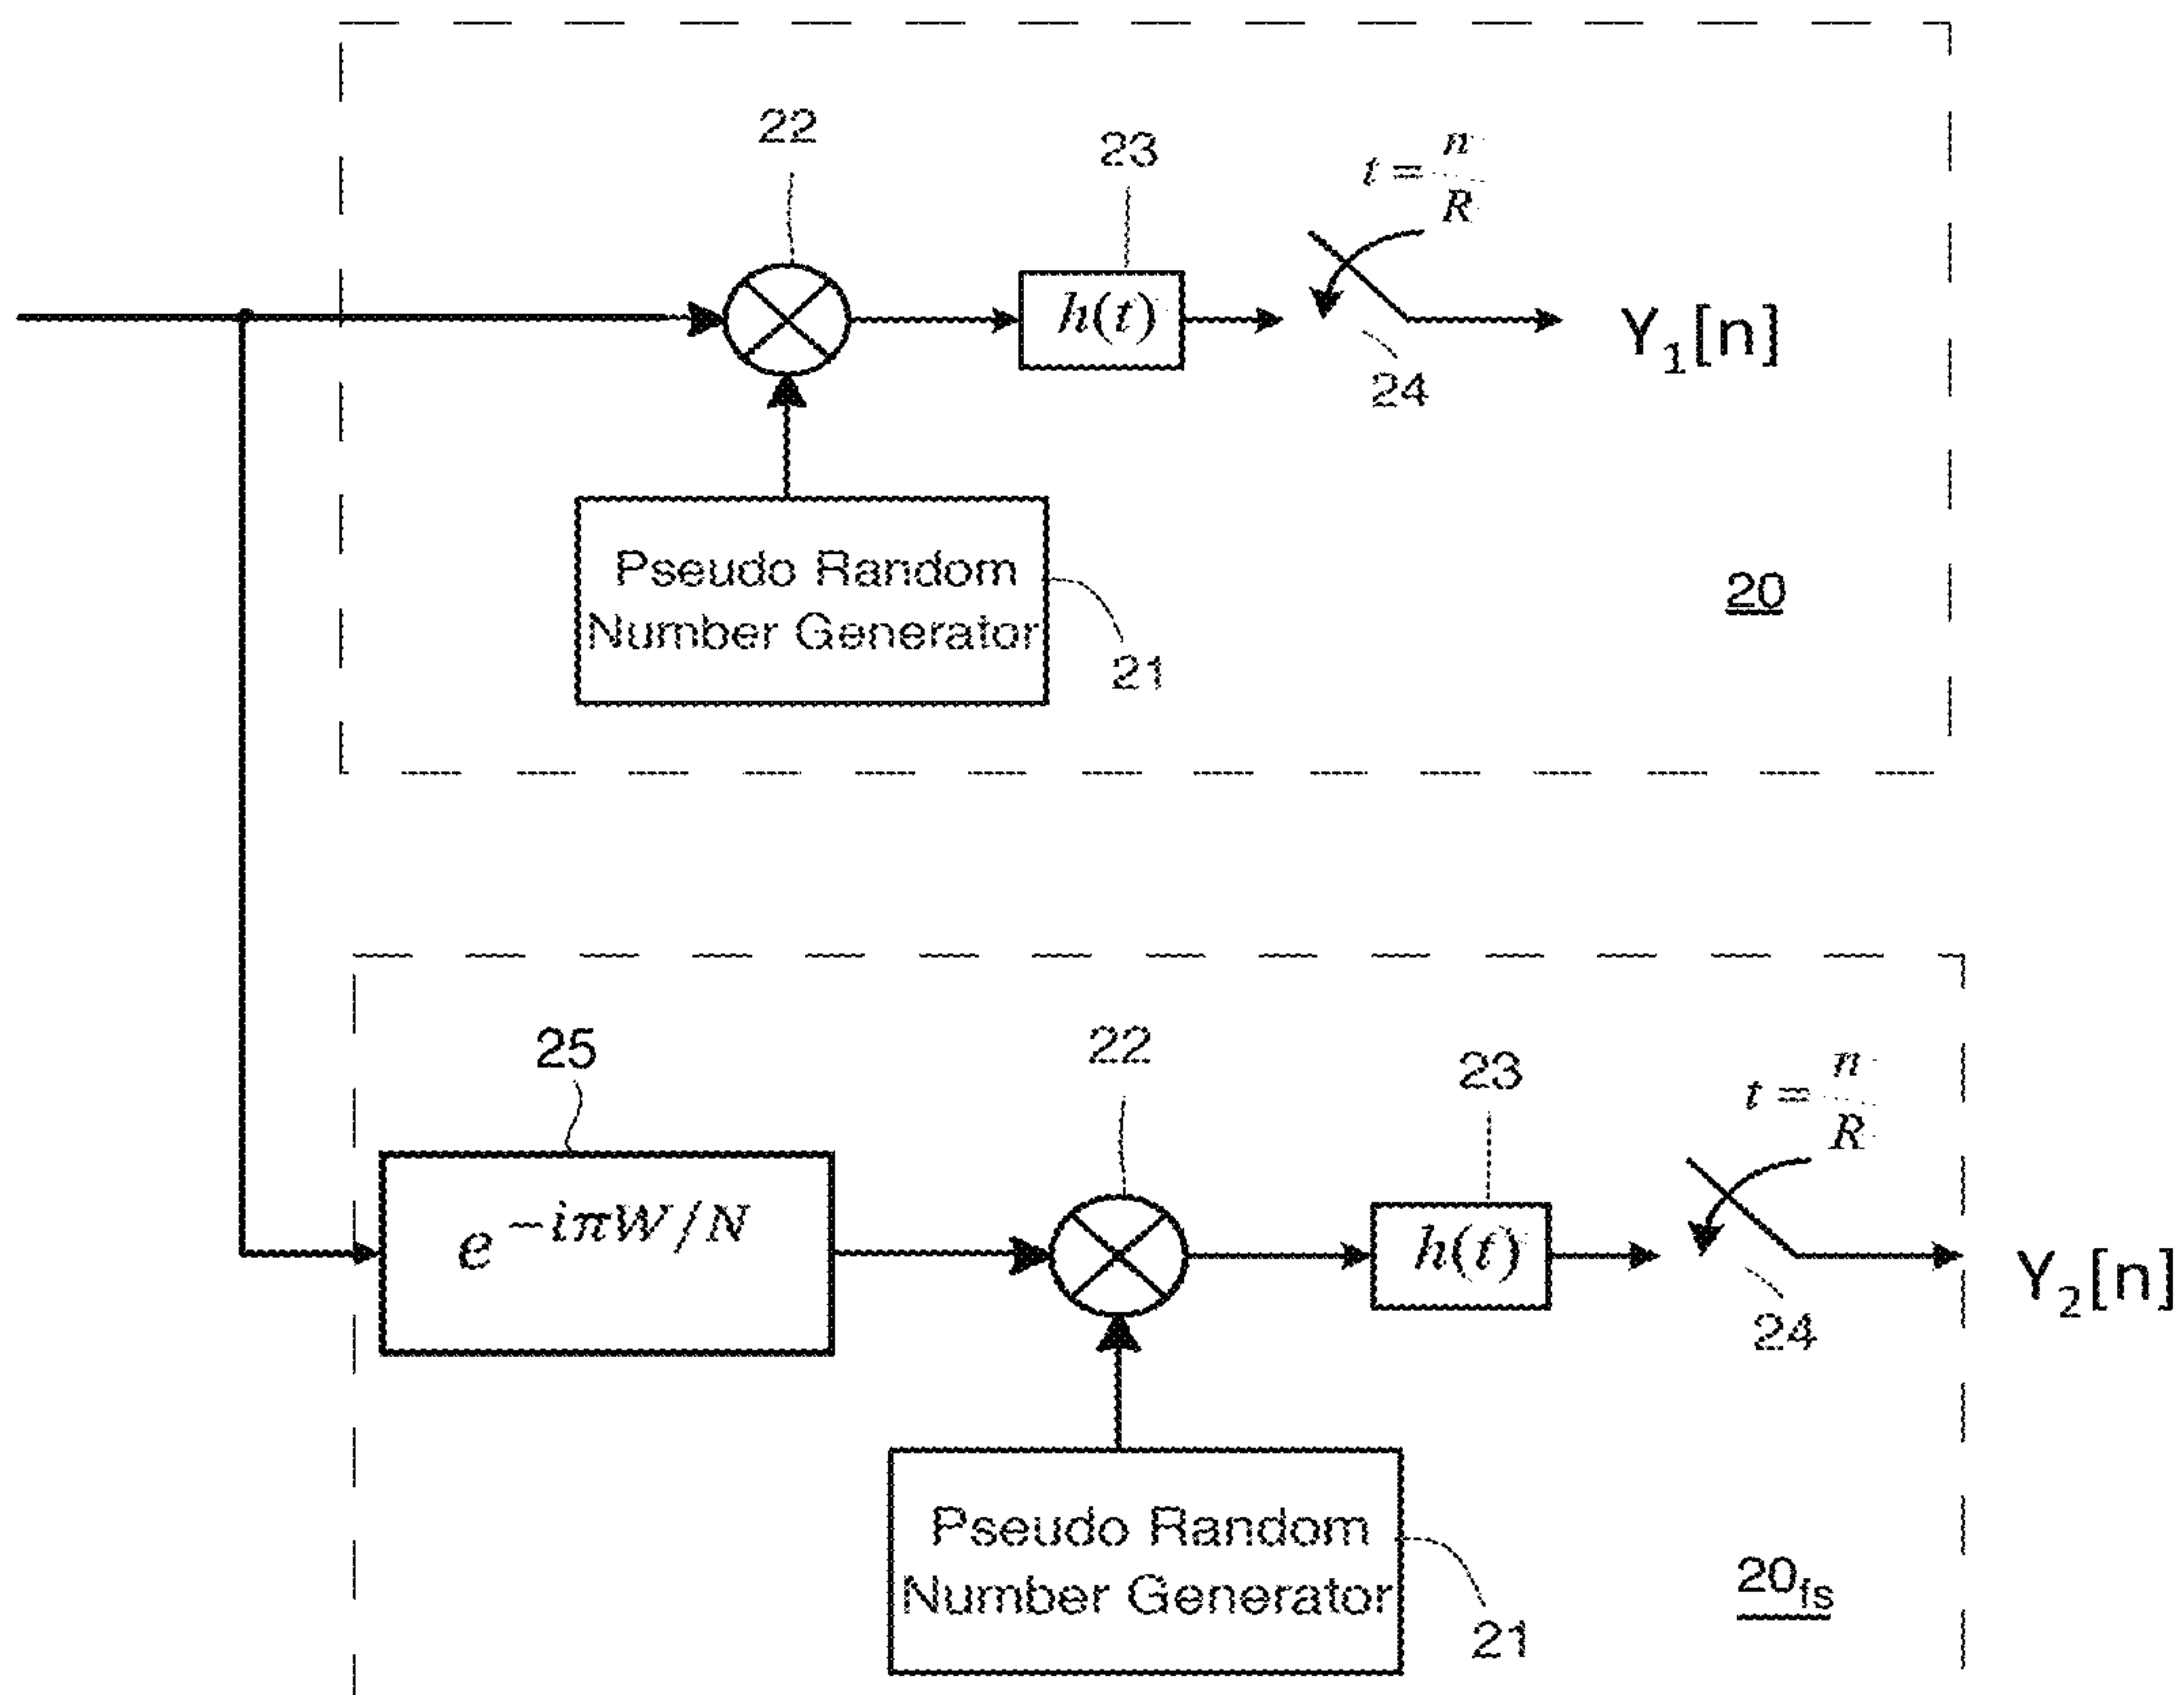 22
23
t = n/R
h(t)
Y₁[n]
24
Pseudo Random
Number Generator
21
20
25
22
23
t = n/R
e^{-iπW/N}
h(t)
Y₂[n]
24
Pseudo Random
Number Generator
21
20fs